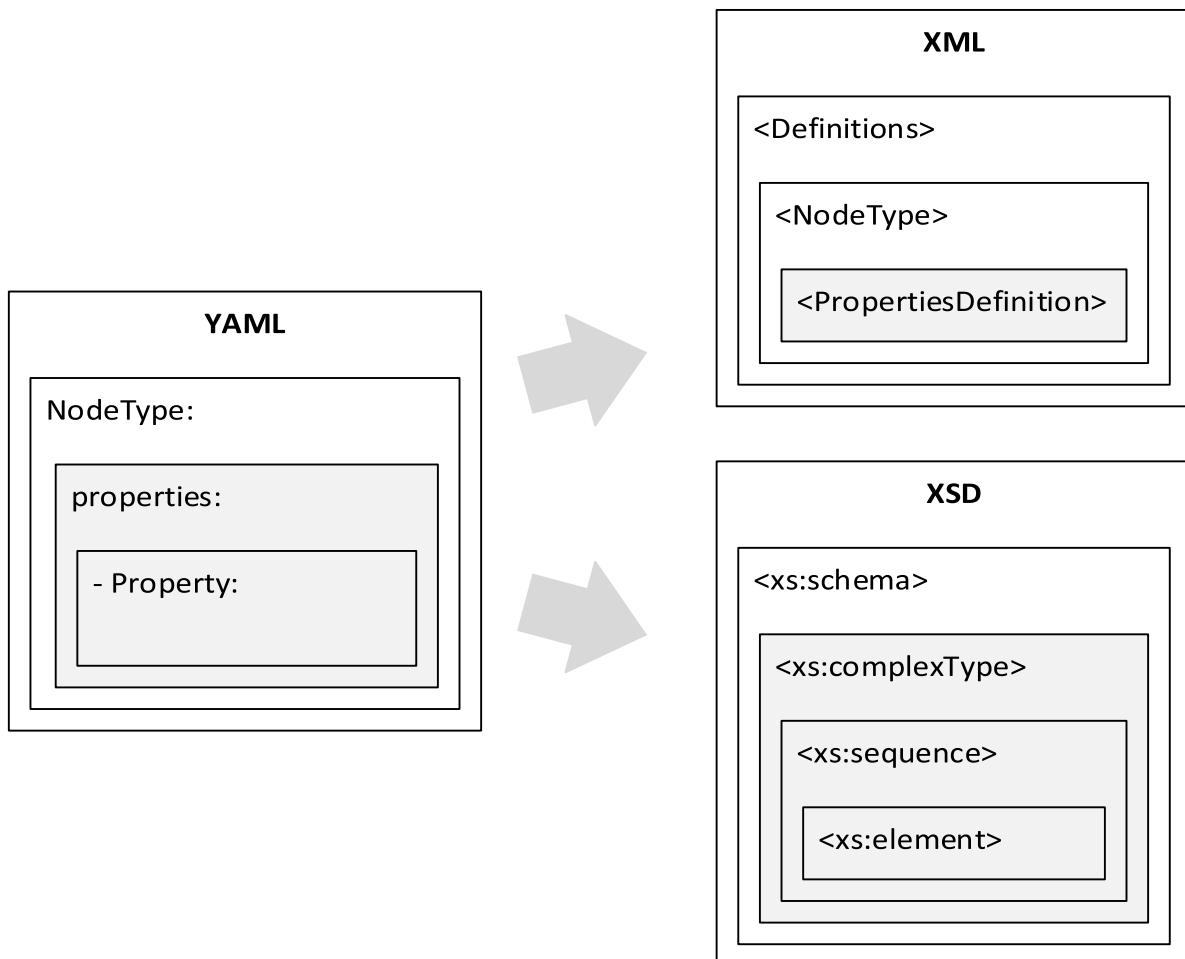 YAML
NodeType:
properties:
- Property:
XML
<Definitions>
<NodeType>
<PropertiesDefinition>
XSD
<xs:schema>
<xs:complexType>
<xs:sequence>
<xs:element>